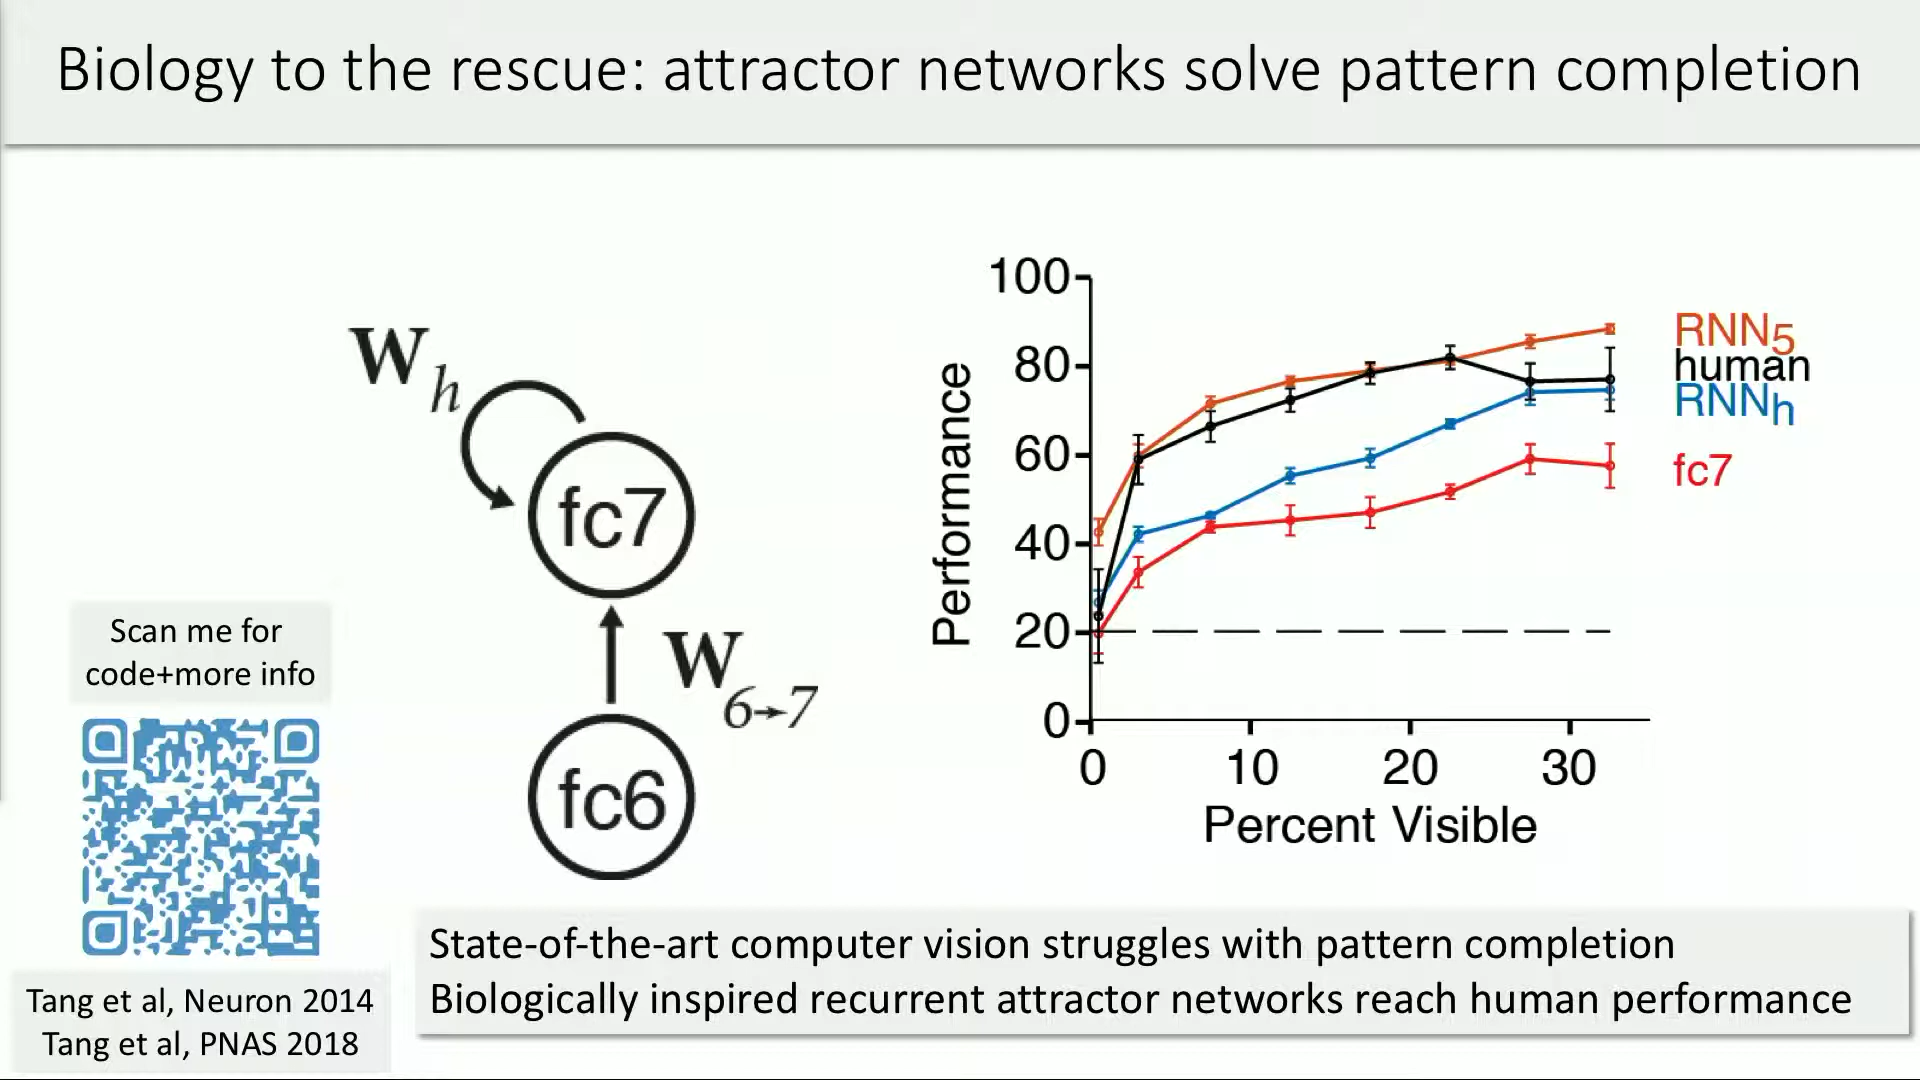 Biology to the rescue: attractor networks solve pattern completion
W
h
fc7
W
6→7
fc6
Scan me for
code+more info
Tang et al, Neuron 2014
Tang et al, PNAS 2018
Performance
100
80
60
40
20
0
0 10 20 30
Percent Visible
RNN5
human
RNNh
fc7
State-of-the-art computer vision struggles with pattern completion
Biologically inspired recurrent attractor networks reach human performance